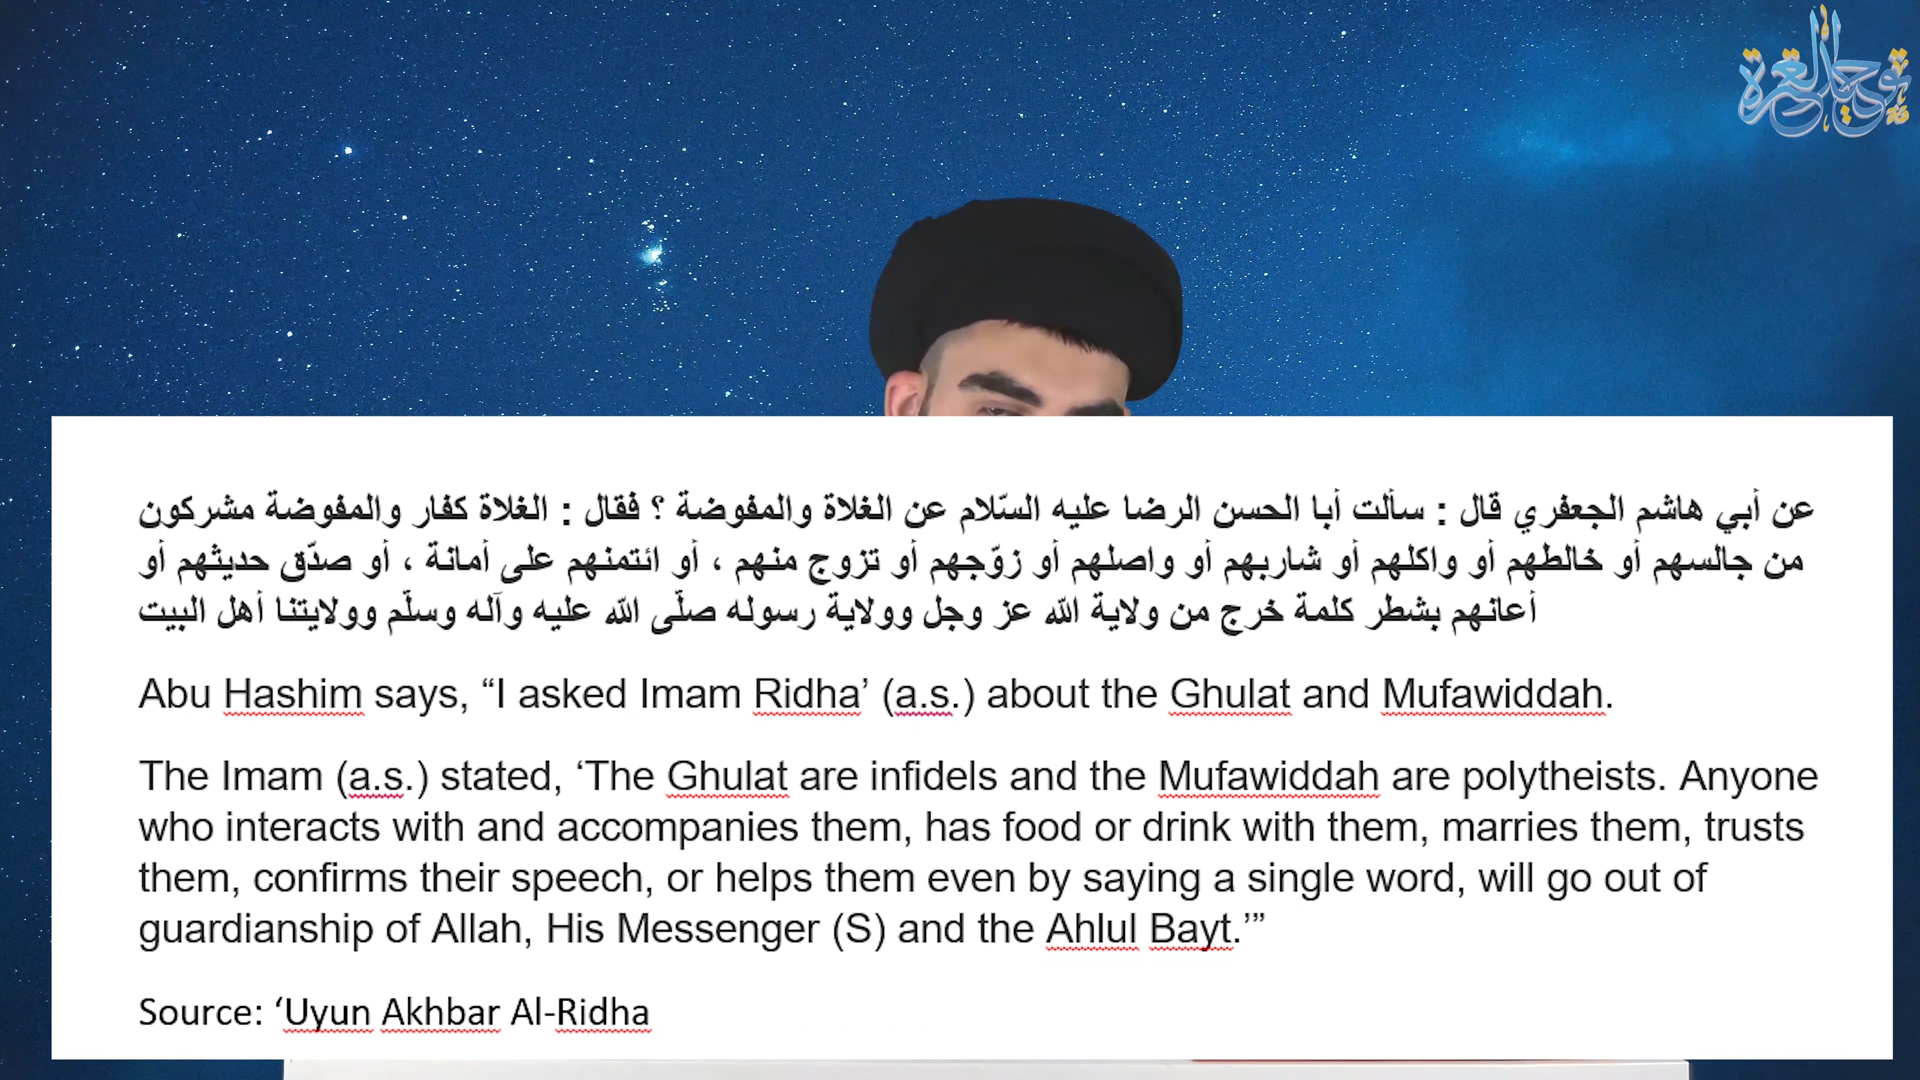 عن أبي هاشم الجعفري قال : سألت أبا الحسن الرضا عليه السّلام عن الغلاة والمفوضة ؟ فقال : الغلاة كفار والمفوضة مشركون
من جالسهم أو خالطهم أو واكلهم أو شاربهم أو واصلهم أو زوّجهم أو تزوج منهم ، أو ائتمنهم على أمانة ، أو صدّق حديثهم أو
أعانهم بشطر كلمة خرج من ولاية الله عز وجل وولاية رسوله صلّى الله عليه وآله وسلّم وولايتنا أهل البيت
Abu Hashim says, “I asked Imam Ridha’ (a.s.) about the Ghulat and Mufawiddah.
The Imam (a.s.) stated, ‘The Ghulat are infidels and the Mufawiddah are polytheists. Anyone
who interacts with and accompanies them, has food or drink with them, marries them, trusts
them, confirms their speech, or helps them even by saying a single word, will go out of
guardianship of Allah, His Messenger (S) and the Ahlul Bayt.’”
Source: ‘Uyun Akhbar Al-Ridha